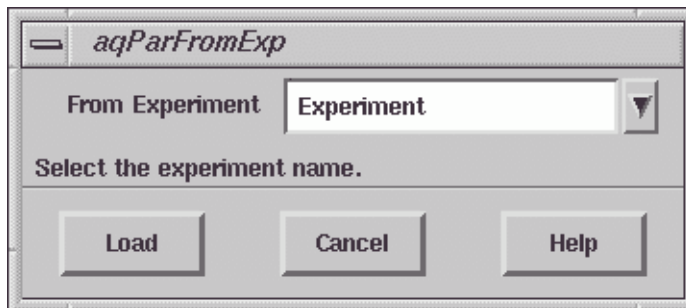 aqParFromExp
From Experiment Experiment
Select the experiment name.
Load Cancel Help